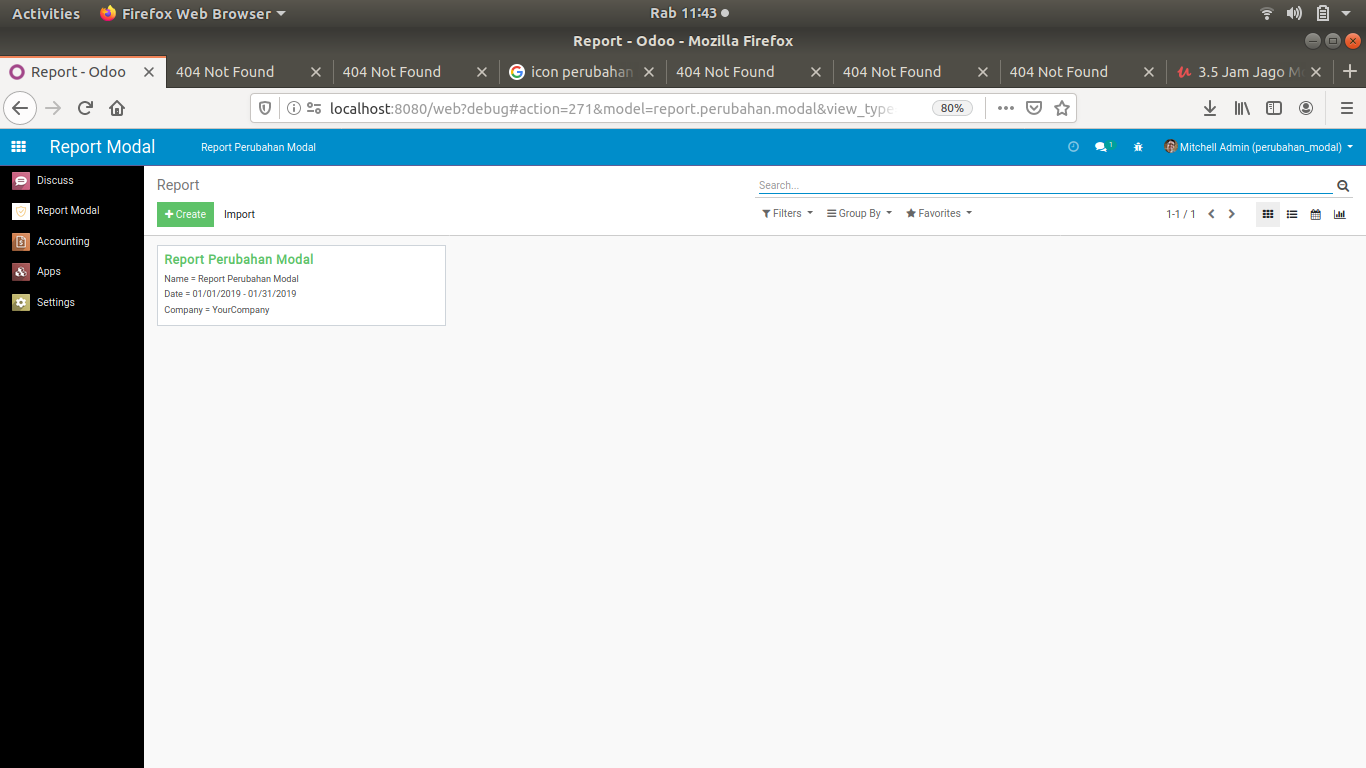 Activities Firefox Web Browser Rab 11:43
Report - Odoo - Mozilla Firefox
Report - Odoo 404 Not Found 404 Not Found icon perubahan 404 Not Found 404 Not Found 404 Not Found 3.5 Jam Jago M
localhost:8080/web?debug#action=271&model=report.perubahan.modal&view_type 80%
Report Modal Report Perubahan Modal 1 Mitchell Admin (perubahan_modal)
Discuss
Report Modal
Accounting
Apps
Settings
Report Search...
Create Import Filters Group By Favorites 1-1 / 1
Report Perubahan Modal
Name = Report Perubahan Modal
Date = 01/01/2019 - 01/31/2019
Company = YourCompany